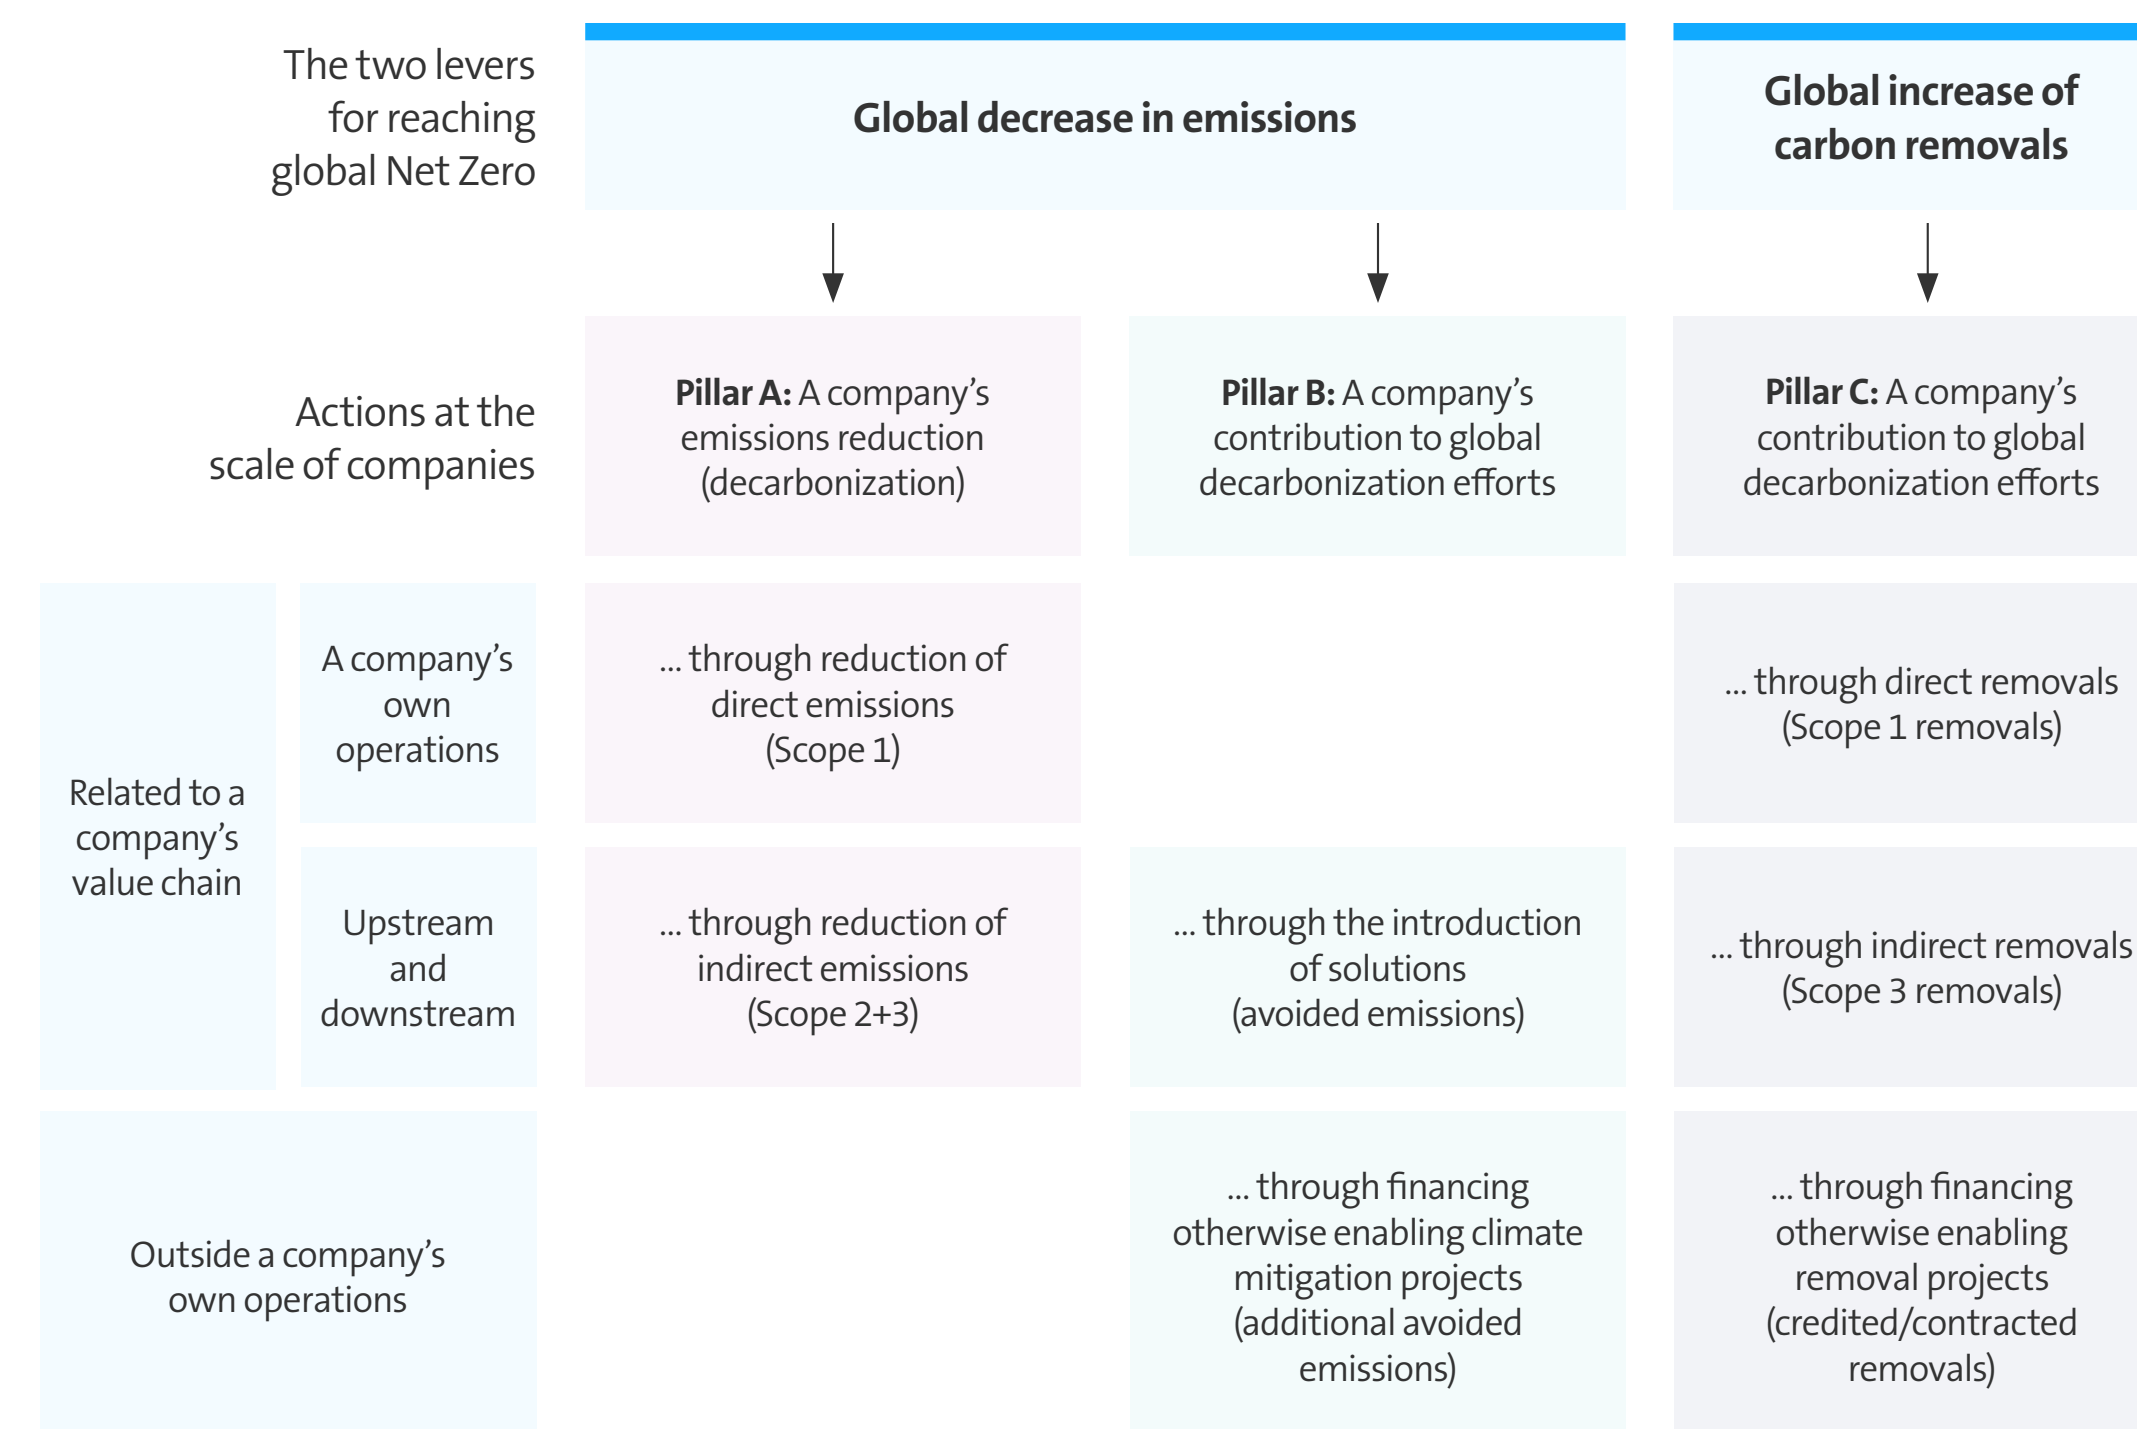 The two levers
for reaching
global Net Zero
Global decrease in emissions
Global increase of
carbon removals
Actions at the
scale of companies
Pillar A: A company’s
emissions reduction
(decarbonization)
Pillar B: A company’s
contribution to global
decarbonization efforts
Pillar C: A company’s
contribution to global
decarbonization efforts
Related to a
company’s
value chain
A company’s
own
operations
... through reduction of
direct emissions
(Scope 1)
... through direct removals
(Scope 1 removals)
Upstream
and
downstream
... through reduction of
indirect emissions
(Scope 2+3)
... through the introduction
of solutions
(avoided emissions)
... through indirect removals
(Scope 3 removals)
Outside a company’s
own operations
... through financing
otherwise enabling climate
mitigation projects
(additional avoided
emissions)
... through financing
otherwise enabling
removal projects
(credited/contracted
removals)